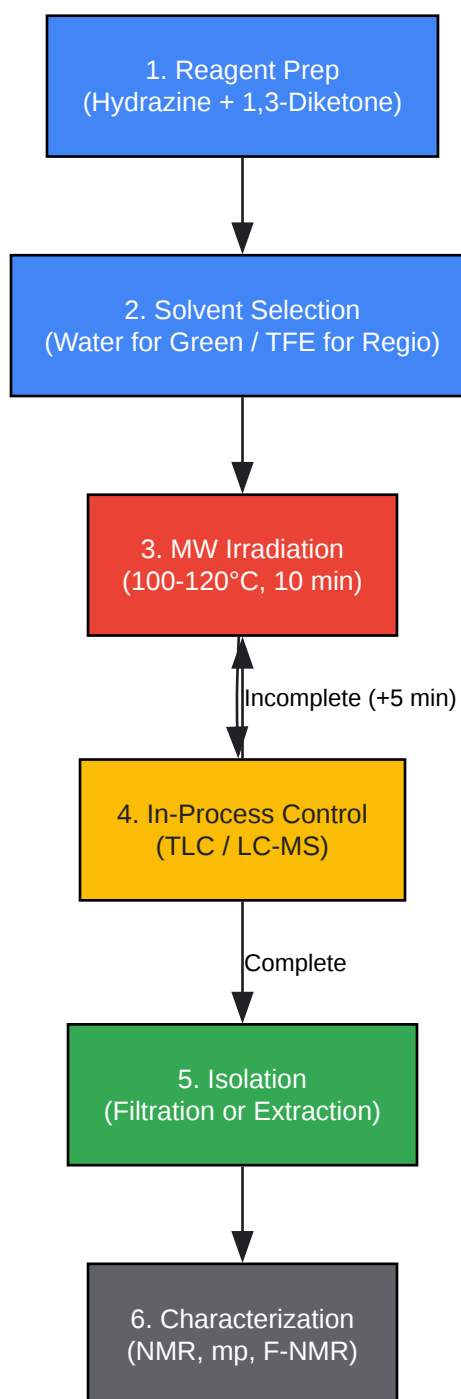 1. Reagent Prep
(Hydrazine + 1,3-Diketone)
2. Solvent Selection
(Water for Green / TFE for Regio)
3. MW Irradiation
(100-120°C, 10 min)
Incomplete (+5 min)
4. In-Process Control
(TLC / LC-MS)
Complete
5. Isolation
(Filtration or Extraction)
6. Characterization
(NMR, mp, F-NMR)